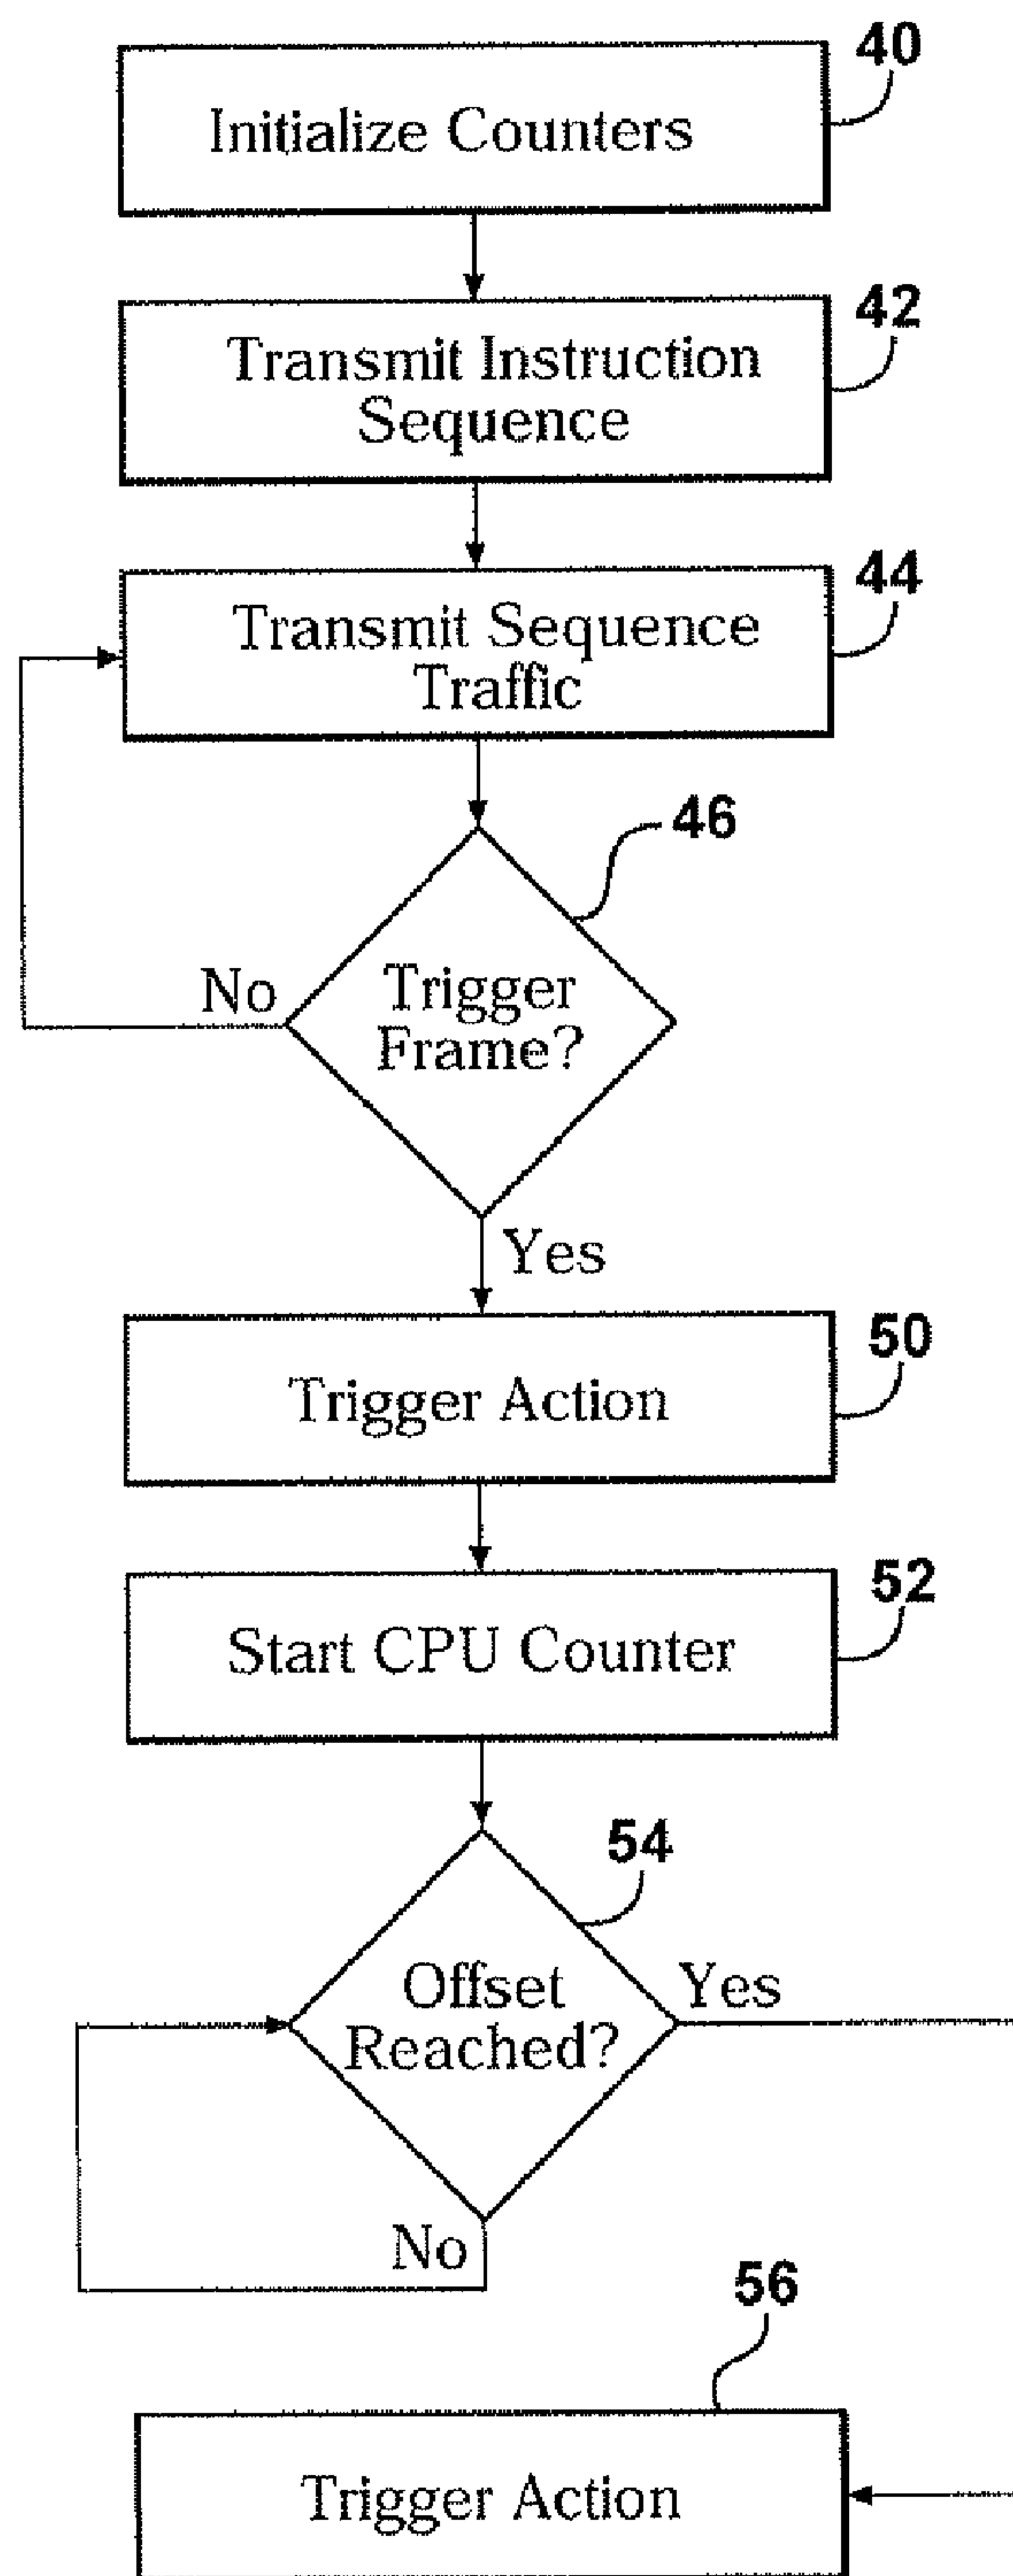 40
Initialize Counters
42
Transmit Instruction
Sequence
44
Transmit Sequence
Traffic
46
No
Trigger
Frame?
Yes
50
Trigger Action
52
Start CPU Counter
54
Offset
Reached?
Yes
No
56
Trigger Action